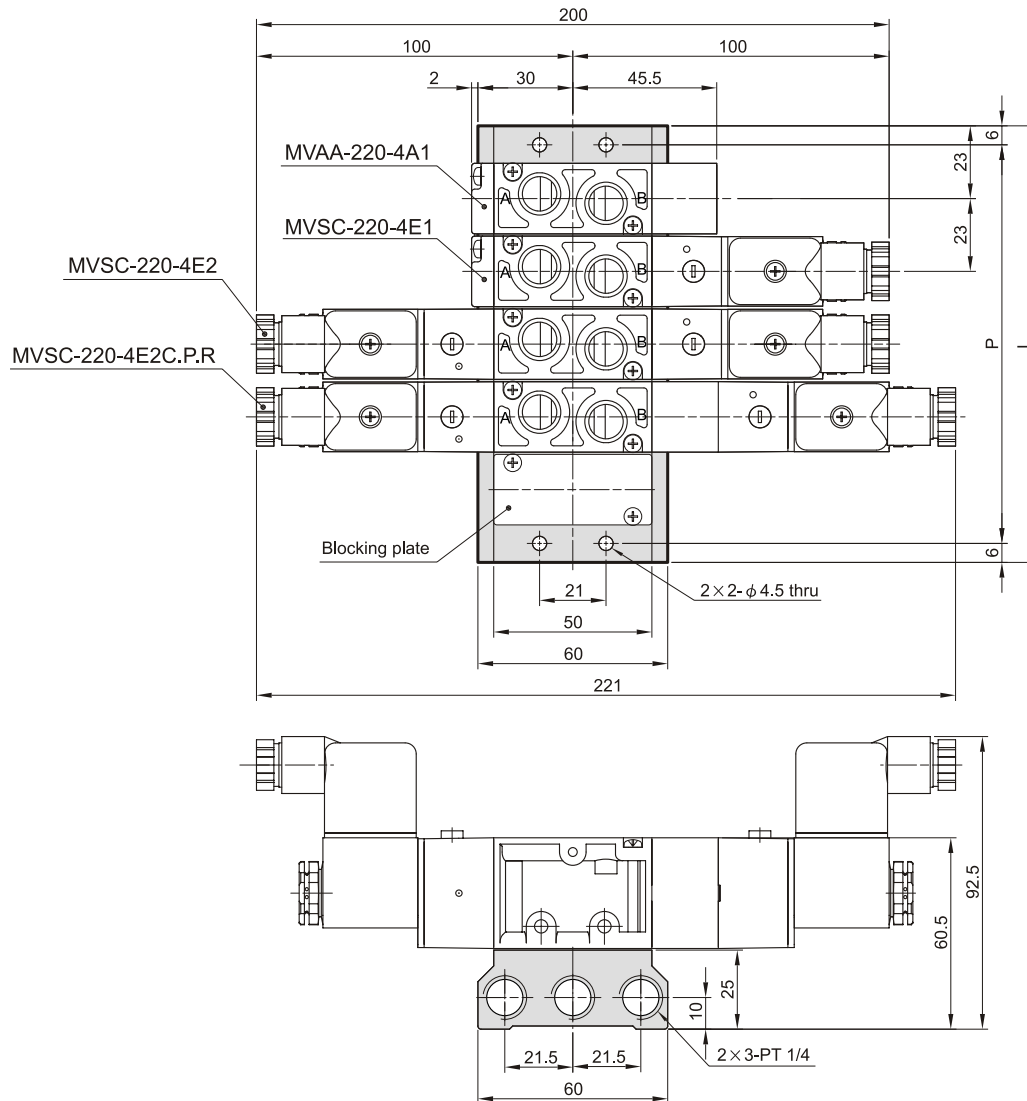 200
100
100
2
30
45.5
6
23
MVAA-220-4A1
MVSC-220-4E1
23
MVSC-220-4E2
P
L
MVSC-220-4E2C.P.R
A
B
A
B
A
B
A
B
Blocking plate
6
21
2×2-ϕ4.5 thru
50
60
221
92.5
60.5
25
10
21.5
21.5
2×3-PT 1/4
60